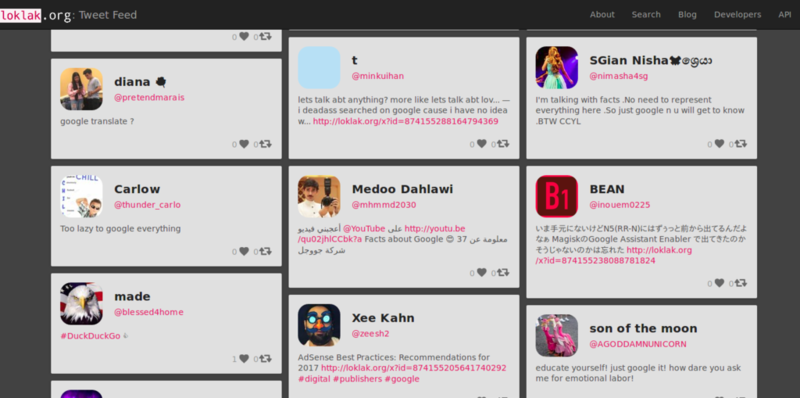 loklak.org: Tweet Feed
About Search Blog Developers API
0 0
diana
@pretendmarais
google translate ?
0 0
Carlow
@thunder_carlo
Too lazy to google everything
0 0
made
@blessed4home
#DuckDuckGo
1 0
t
@minkuihan
lets talk abt anything? more like lets talk abt lov... —
i deadass searched on google cause i have no idea
w... http://loklak.org/x?id=874155288164794369
0 0
Medoo Dahlawi
@mhmmd2030
أعجبني فيديو @YouTube على http://youtu.be
/qu02jhlCCbk?a Facts about Google 😍 37 معلومة عن
شركة جووجل
0 0
Xee Kahn
@zeesh2
AdSense Best Practices: Recommendations for
2017 http://loklak.org/x?id=874155205641740292
#digital #publishers #google
SGian Nisha
@nimasha4sg
I'm talking with facts .No need to represent
everything here .So just google n u will get to know
.BTW CCYL
0 0
B1
BEAN
@inouem0225
いま手元にないけどN5(RR-N)にはずぅっと前から出てるんだよ
なぁ MagiskのGoogle Assistant Enabler で出てきたのか
そうじゃないのかは忘れた http://loklak.org
/x?id=874155238088781824
0 0
son of the moon
@AGODDAMNUNICORN
educate yourself! just google it! how dare you ask
me for emotional labor!